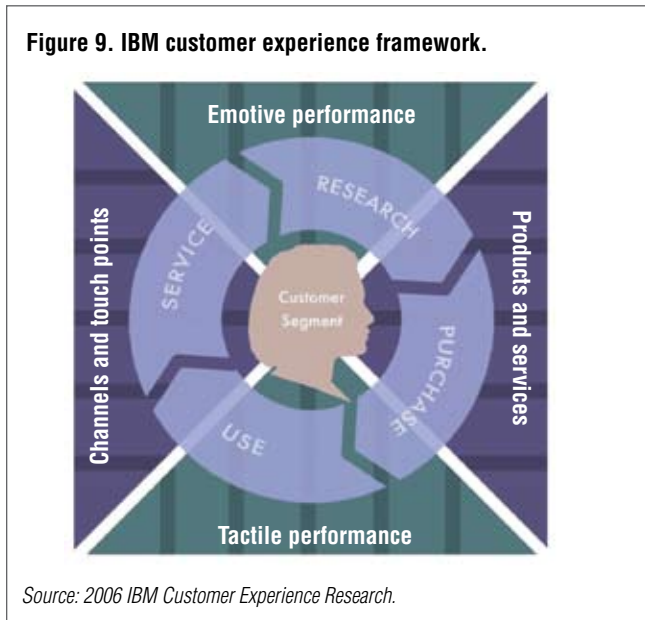 Figure 9. IBM customer experience framework.
Emotive performance
RESEARCH
SERVICE
Channels and touch points
Customer
Segment
Products and services
PURCHASE
USE
Tactile performance
Source: 2006 IBM Customer Experience Research.